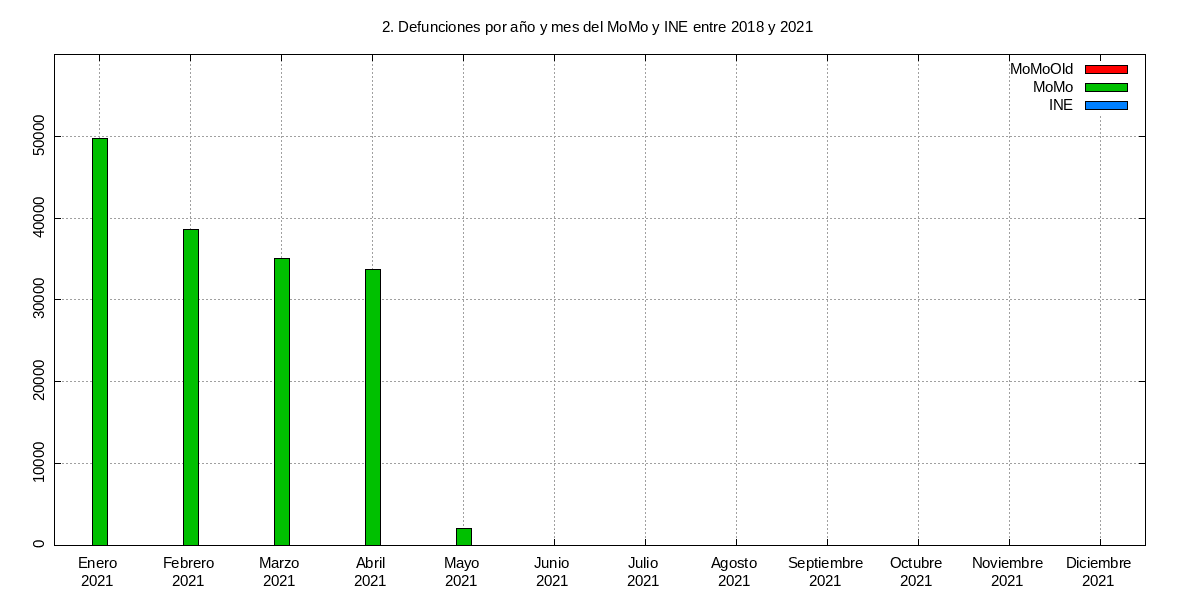 2. Defunciones por año y mes del MoMo y INE entre 2018 y 2021
MoMoOld
MoMo
INE
50000
40000
30000
20000
10000
0
Enero Febrero Marzo Abril Mayo Junio Julio Agosto Septiembre Octubre Noviembre Diciembre
2021 2021 2021 2021 2021 2021 2021 2021 2021 2021 2021 2021